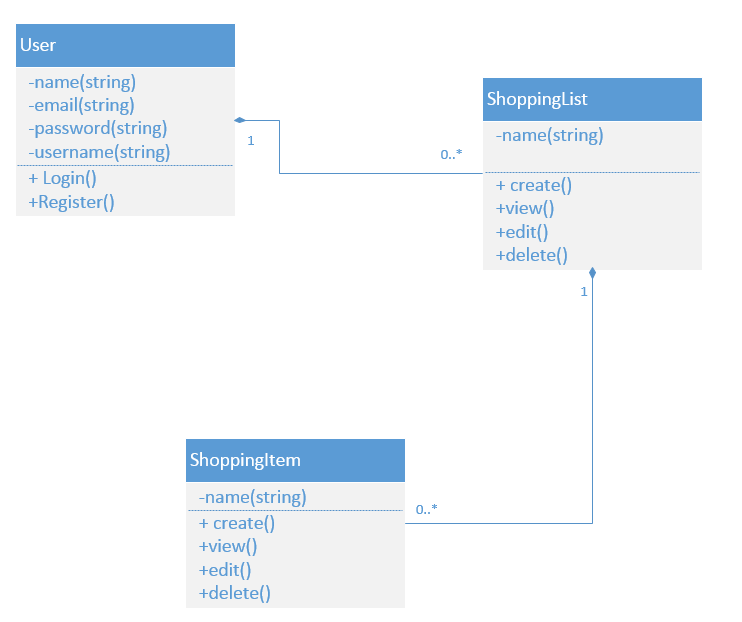 User
-name(string)
-email(string)
-password(string)
-username(string)
+ Login()
+Register()
1
0..*
ShoppingList
-name(string)
+ create()
+view()
+edit()
+delete()
1
ShoppingItem
-name(string)
+ create()
+view()
+edit()
+delete()
0..*